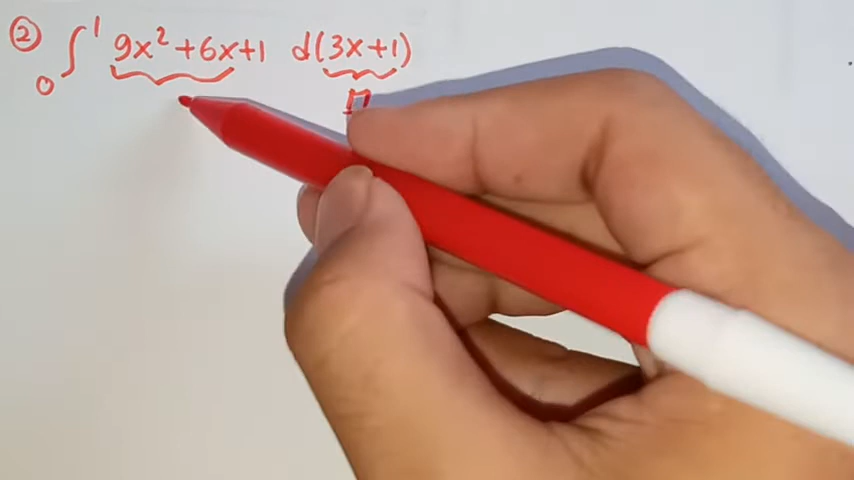 ② ∫₀¹ 9x² + 6x + 1 d(3x+1)